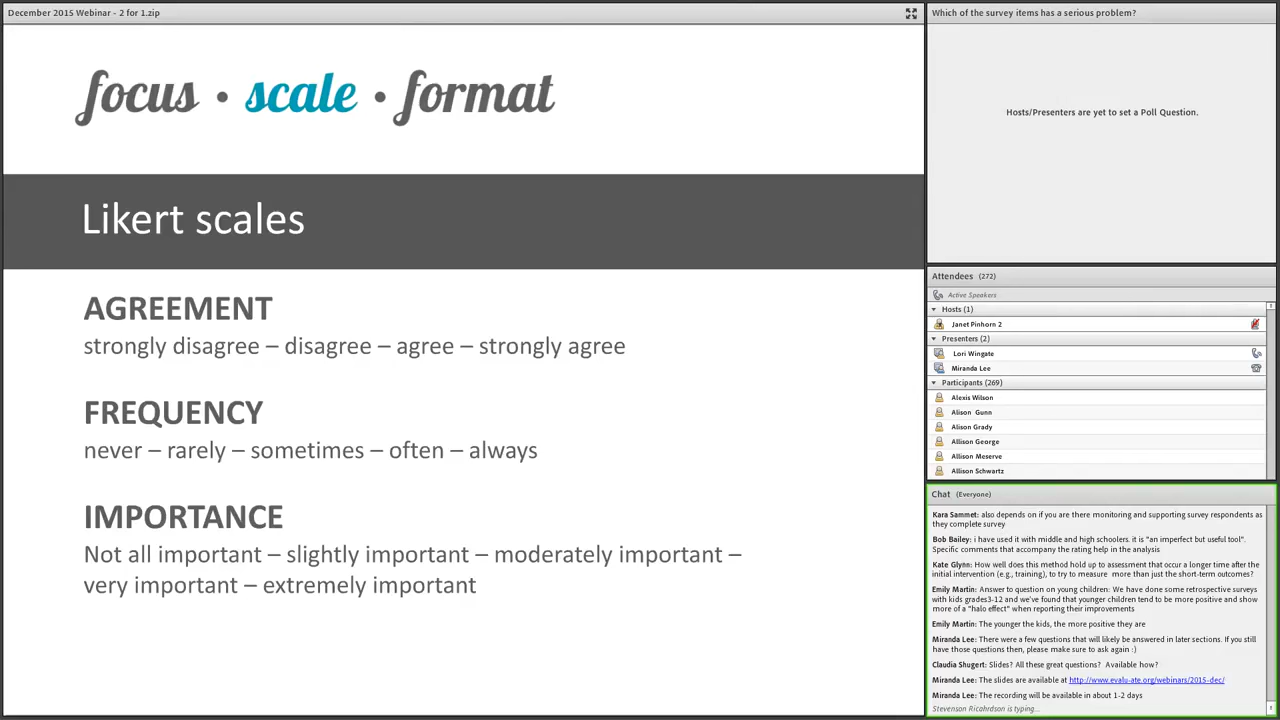 December 2015 Webinar - 2 for 1.zip
focus • scale • format
Likert scales
AGREEMENT
strongly disagree – disagree – agree – strongly agree
FREQUENCY
never – rarely – sometimes – often – always
IMPORTANCE
Not all important – slightly important – moderately important –
very important – extremely important
Which of the survey items has a serious problem?
Hosts/Presenters are yet to set a Poll Question.
Attendees (272)
Active Speakers
Hosts (1)
Janet Pinhorn 2
Presenters (2)
Lori Wingate
Miranda Lee
Participants (269)
Alexis Wilson
Alison Gunn
Alison Grady
Allison George
Allison Meserve
Allison Schwartz
Chat (Everyone)
Kara Sammet: also depends on if you are there monitoring and supporting survey respondents as
they complete survey
Bob Bailey: i have used it with middle and high schoolers. it is "an imperfect but useful tool".
Specific comments that accompany the rating help in the analysis
Kate Glynn: How well does this method hold up to assessment that occur a longer time after the
initial intervention (e.g., training), to try to measure more than just the short-term outcomes?
Emily Martin: Answer to question on young children: We have done some retrospective surveys
with kids grades3-12 and we've found that younger children tend to be more positive and show
more of a "halo effect" when reporting their improvements
Emily Martin: The younger the kids, the more positive they are
Miranda Lee: There were a few questions that will likely be answered in later sections. If you still
have those questions then, please make sure to ask again :)
Claudia Shugert: Slides? All these great questions? Available how?
Miranda Lee: The slides are available at http://www.evalu-ate.org/webinars/2015-dec/
Miranda Lee: The recording will be available in about 1-2 days
Stevenson Ricahrdson is typing...